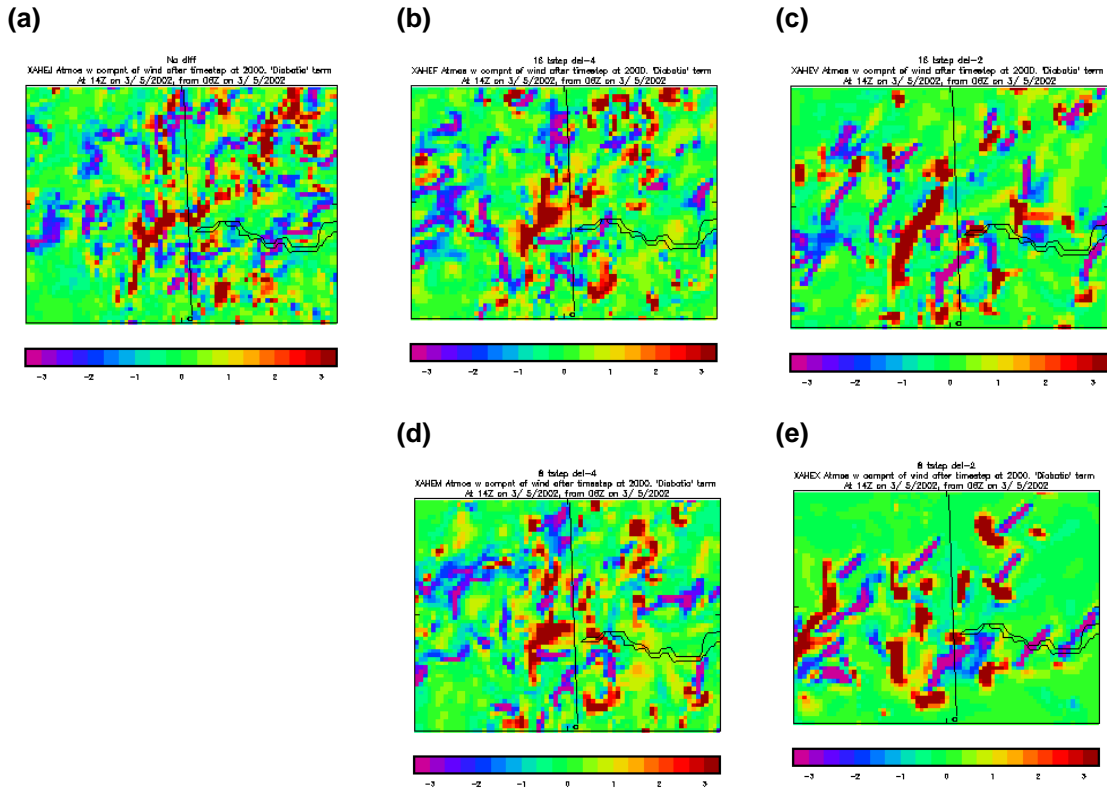 (a)
No diff
XAHEJ Atmos w compnt of wind after timestep at 2000. 'Diabatic' term
At 14Z on 3/ 5/2002, from 06Z on 3/ 5/2002
-3 -2 -1 0 1 2 3
(b)
16 tstep del-4
XAHEF Atmos w compnt of wind after timestep at 2000. 'Diabatic' term
At 14Z on 3/ 5/2002, from 06Z on 3/ 5/2002
-3 -2 -1 0 1 2 3
(c)
16 tstep del-2
XAHEV Atmos w compnt of wind after timestep at 2000. 'Diabatic' term
At 14Z on 3/ 5/2002, from 06Z on 3/ 5/2002
-3 -2 -1 0 1 2 3
(d)
8 tstep del-4
XAHEM Atmos w compnt of wind after timestep at 2000. 'Diabatic' term
At 14Z on 3/ 5/2002, from 06Z on 3/ 5/2002
-3 -2 -1 0 1 2 3
(e)
8 tstep del-2
XAHEX Atmos w compnt of wind after timestep at 2000. 'Diabatic' term
At 14Z on 3/ 5/2002, from 06Z on 3/ 5/2002
-3 -2 -1 0 1 2 3